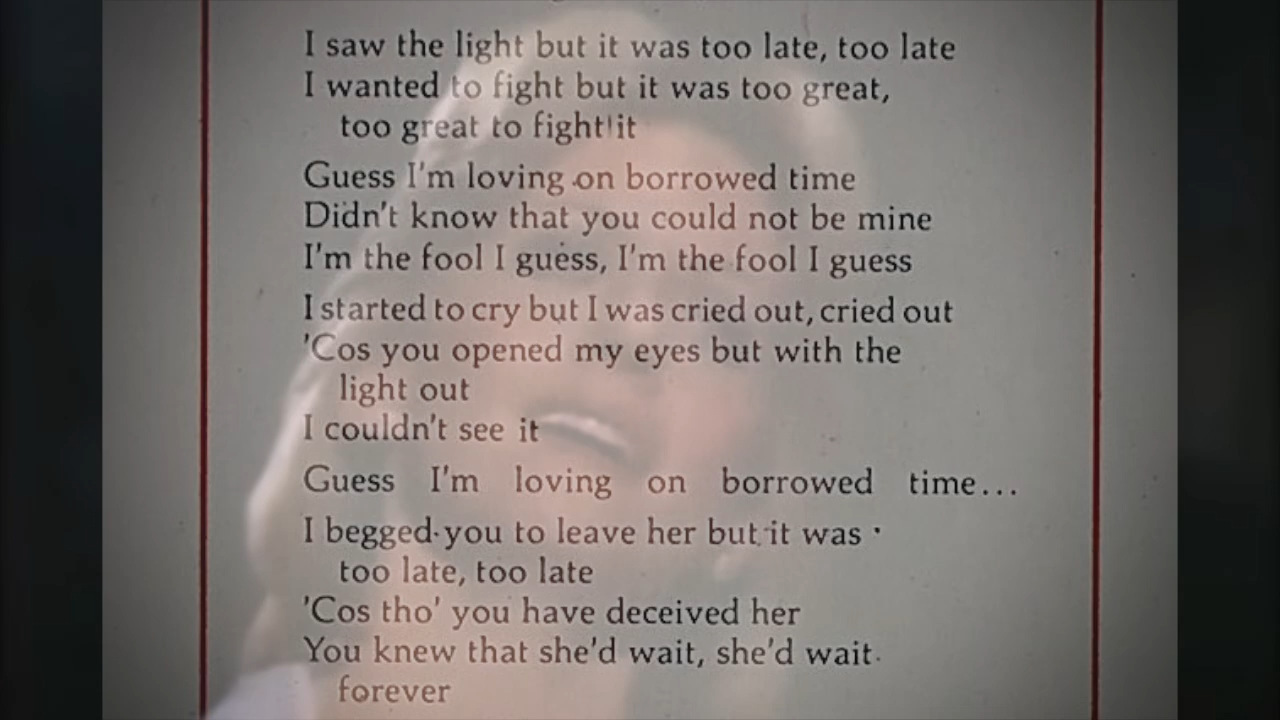 I saw the light but it was too late, too late
I wanted to fight but it was too great,
too great to fight it
Guess I'm loving on borrowed time
Didn't know that you could not be mine
I'm the fool I guess, I'm the fool I guess
I started to cry but I was cried out, cried out
'Cos you opened my eyes but with the
light out
I couldn't see it
Guess I'm loving on borrowed time...
I begged you to leave her but it was
too late, too late
'Cos tho' you have deceived her
You knew that she'd wait, she'd wait
forever